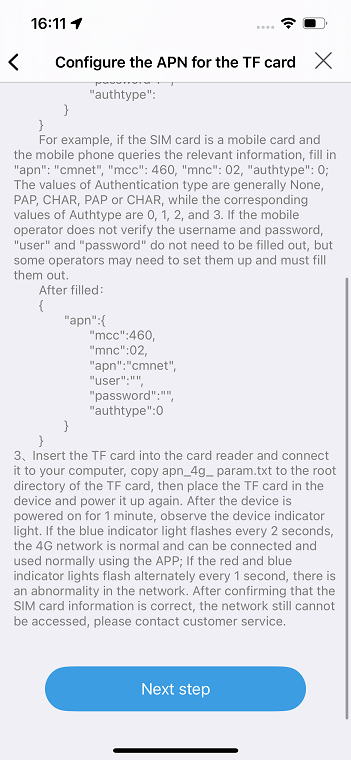 16:11
Configure the APN for the TF card
"authtype":
}
}
For example, if the SIM card is a mobile card and
the mobile phone queries the relevant information, fill in
"apn": "cmnet", "mcc": 460, "mnc": 02, "authtype": 0;
The values of Authentication type are generally None,
PAP, CHAR, PAP or CHAR, while the corresponding
values of Authtype are 0, 1, 2, and 3. If the mobile
operator does not verify the username and password,
"user" and "password" do not need to be filled out, but
some operators may need to set them up and must fill
them out.
After filled：
{
"apn":{
"mcc":460,
"mnc":02,
"apn":"cmnet",
"user":"",
"password":"",
"authtype":0
}
}
3、Insert the TF card into the card reader and connect
it to your computer, copy apn_4g_ param.txt to the root
directory of the TF card, then place the TF card in the
device and power it up again. After the device is
powered on for 1 minute, observe the device indicator
light. If the blue indicator light flashes every 2 seconds,
the 4G network is normal and can be connected and
used normally using the APP; If the red and blue
indicator lights flash alternately every 1 second, there is
an abnormality in the network. After confirming that the
SIM card information is correct, the network still cannot
be accessed, please contact customer service.
Next step